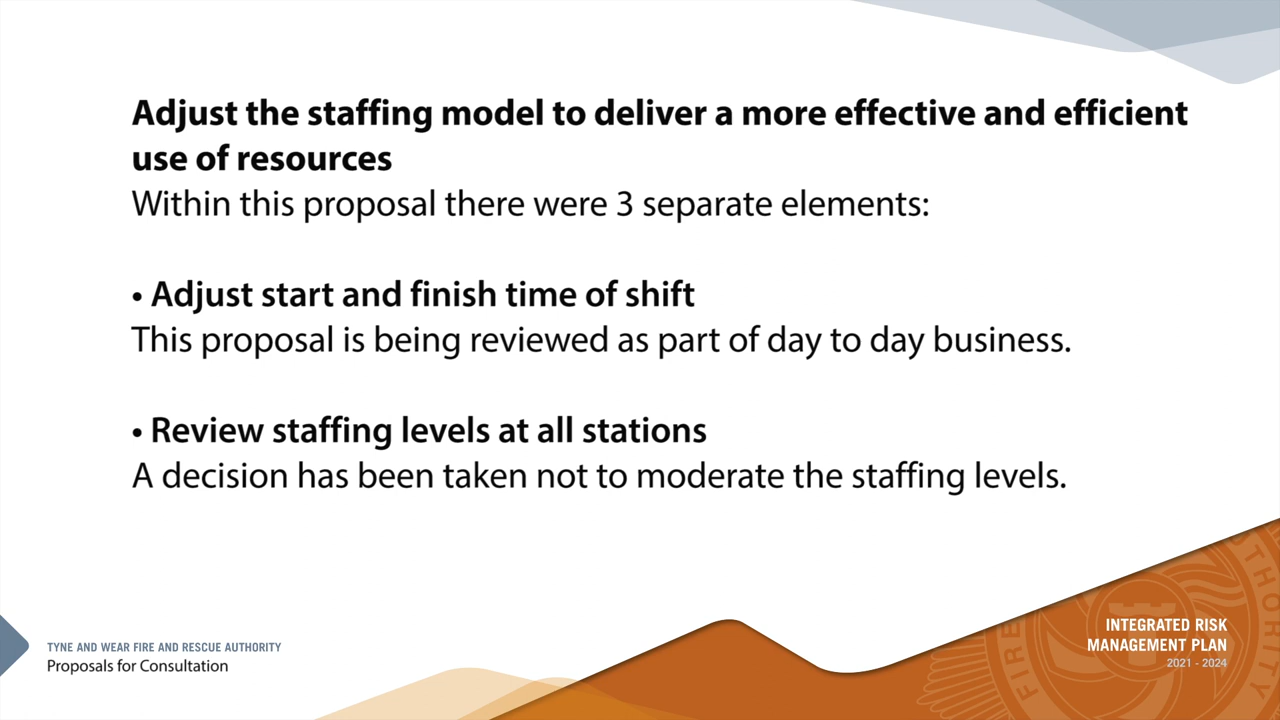 Adjust the staffing model to deliver a more effective and efficient
use of resources
Within this proposal there were 3 separate elements:
• Adjust start and finish time of shift
This proposal is being reviewed as part of day to day business.
• Review staffing levels at all stations
A decision has been taken not to moderate the staffing levels.
TYNE AND WEAR FIRE AND RESCUE AUTHORITY
Proposals for Consultation
INTEGRATED RISK
MANAGEMENT PLAN
2021 - 2024
FIRE